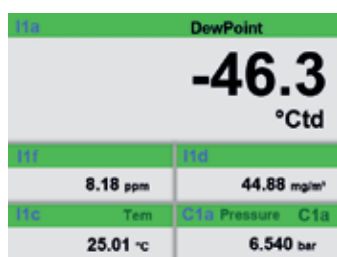 I1a DewPoint
-46.3
°Ctd
I1f I1d
8.18 ppm 44.88 mg/m³
I1c Tem C1a Pressure C1a
25.01 °C 6.540 bar